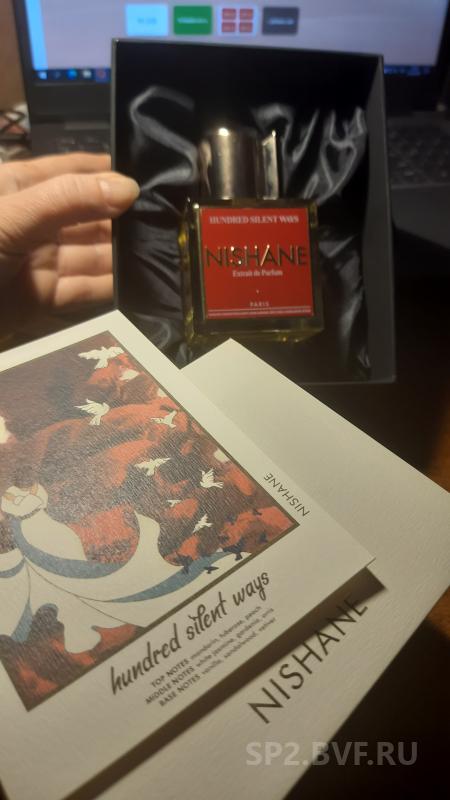 HUNDRED SILENT WAYS
NISHANE
Extrait de Parfum
PARIS
NISHANE
hundred silent ways
TOP NOTES mandarin, tuberose, peach
MIDDLE NOTES white jasmine, gardenia, orris
BASE NOTES vanilla, sandalwood, vetiver
NISHANE
SP2.BVF.RU